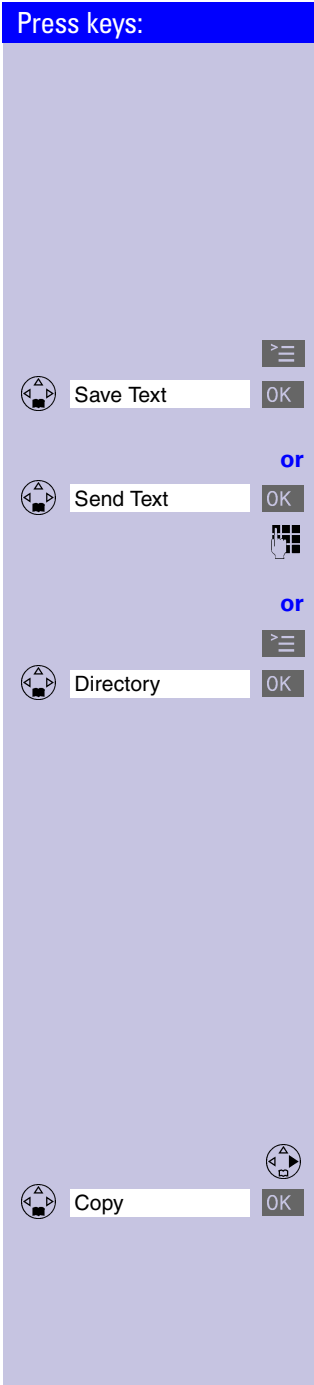 Press keys:
Save Text OK
or
Send Text OK
or
Directory OK
Copy OK